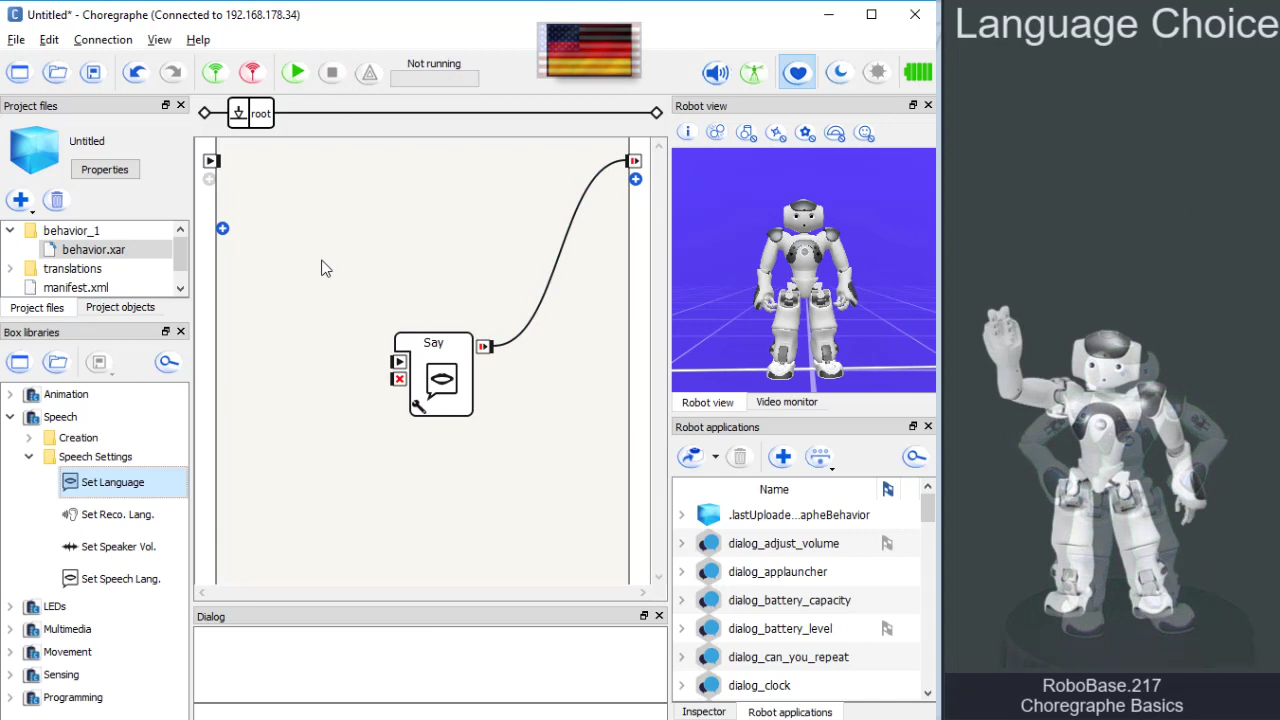 Untitled* - Choregraphe (Connected to 192.168.178.34)
Language Choice
File Edit Connection View Help
Not running
Project files
root
Robot view
Untitled
Properties
behavior_1
behavior.xar
translations
manifest.xml
Project files Project objects
Box libraries
Say
Robot view Video monitor
Animation
Speech
Creation
Speech Settings
Set Language
Set Reco. Lang.
Set Speaker Vol.
Set Speech Lang.
LEDs
Multimedia
Movement
Sensing
Programming
Robot applications
Name
.lastUploade...apheBehavior
dialog_adjust_volume
dialog_applauncher
dialog_battery_capacity
dialog_battery_level
dialog_can_you_repeat
dialog_clock
Dialog
Inspector Robot applications
RoboBase.217
Choregraphe Basics